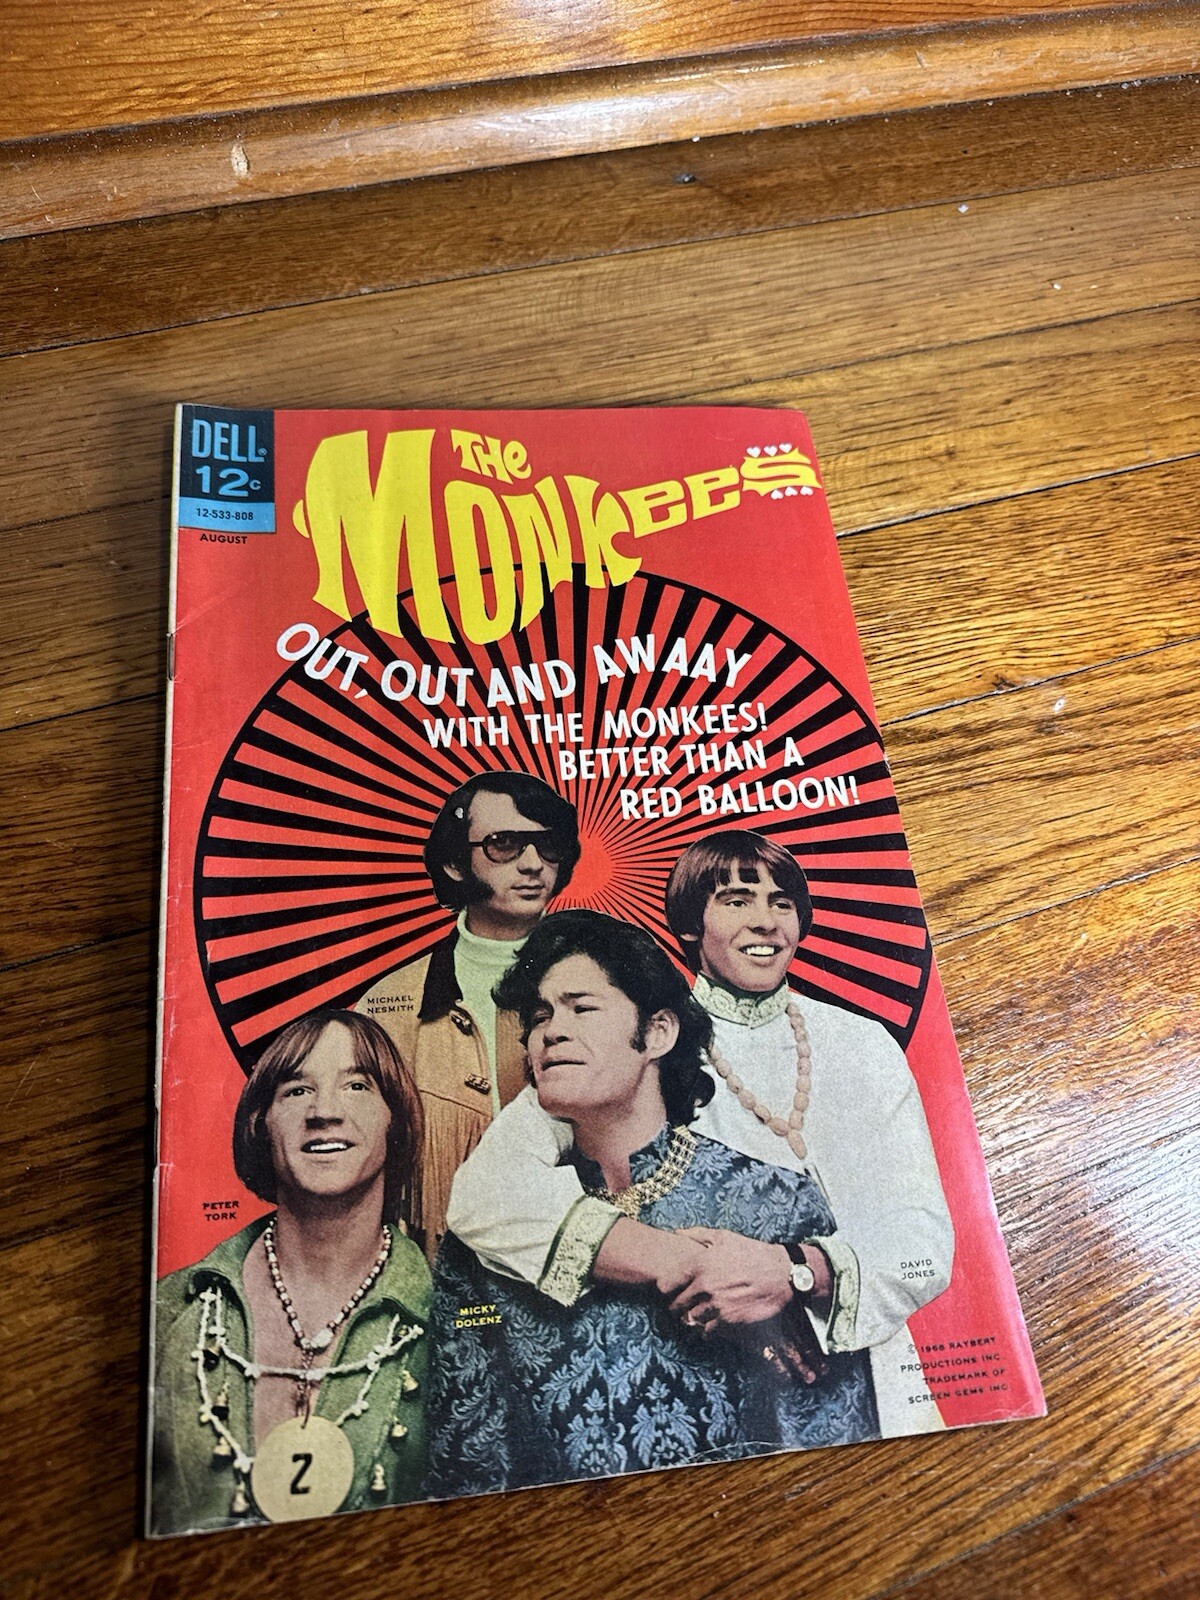 DELL®
12c
12-533-808
AUGUST
THE
MONKEES
OUT, OUT AND AWAAY
WITH THE MONKEES!
BETTER THAN A
RED BALLOON!
MICHAEL
NESMITH
PETER
TORK
MICKY
DOLENZ
DAVID
JONES
© 1968 RAYBERT
PRODUCTIONS INC.
TRADEMARK OF
SCREEN GEMS INC.
Z